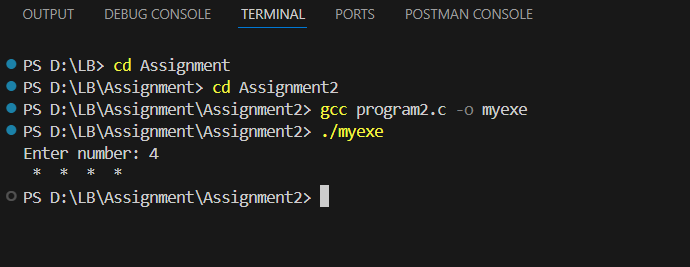 OUTPUT DEBUG CONSOLE TERMINAL PORTS POSTMAN CONSOLE
PS D:\LB> cd Assignment
PS D:\LB\Assignment> cd Assignment2
PS D:\LB\Assignment\Assignment2> gcc program2.c -o myexe
PS D:\LB\Assignment\Assignment2> ./myexe
Enter number: 4
 *  *  *  *
PS D:\LB\Assignment\Assignment2>